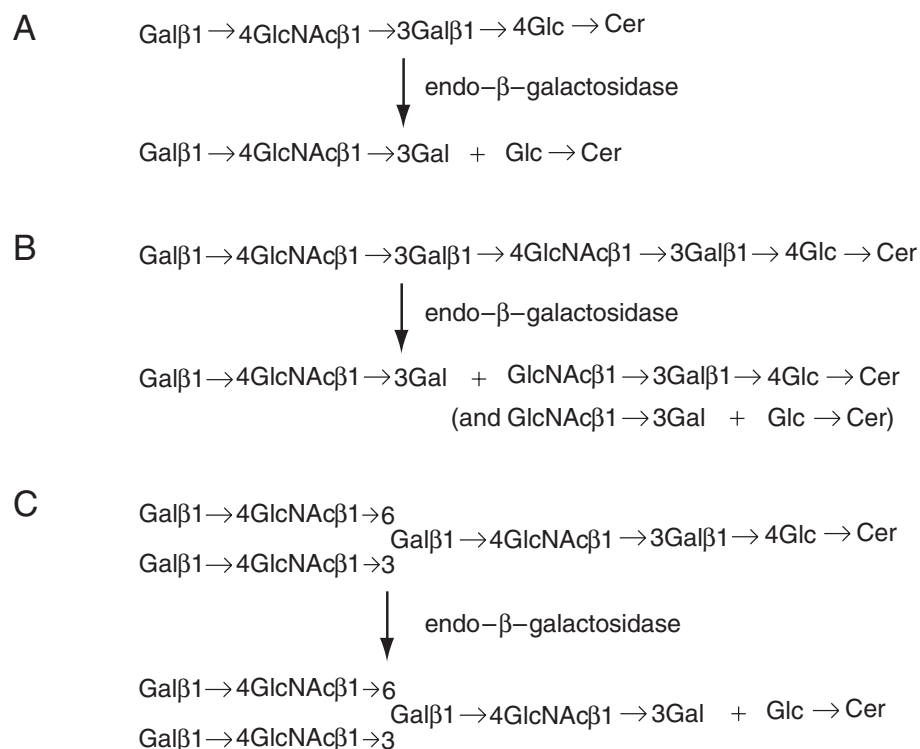 A
Galβ1→4GlcNAcβ1→3Galβ1→4Glc→Cer
endo−β−galactosidase
Galβ1→4GlcNAcβ1→3Gal + Glc→Cer
B
Galβ1→4GlcNAcβ1→3Galβ1→4GlcNAcβ1→3Galβ1→4Glc→Cer
endo−β−galactosidase
Galβ1→4GlcNAcβ1→3Gal + GlcNAcβ1→3Galβ1→4Glc→Cer
(and GlcNAcβ1→3Gal + Glc→Cer)
C
Galβ1→4GlcNAcβ1→6
Galβ1→4GlcNAcβ1→3Galβ1→4Glc→Cer
Galβ1→4GlcNAcβ1→3
endo−β−galactosidase
Galβ1→4GlcNAcβ1→6
Galβ1→4GlcNAcβ1→3Gal + Glc→Cer
Galβ1→4GlcNAcβ1→3